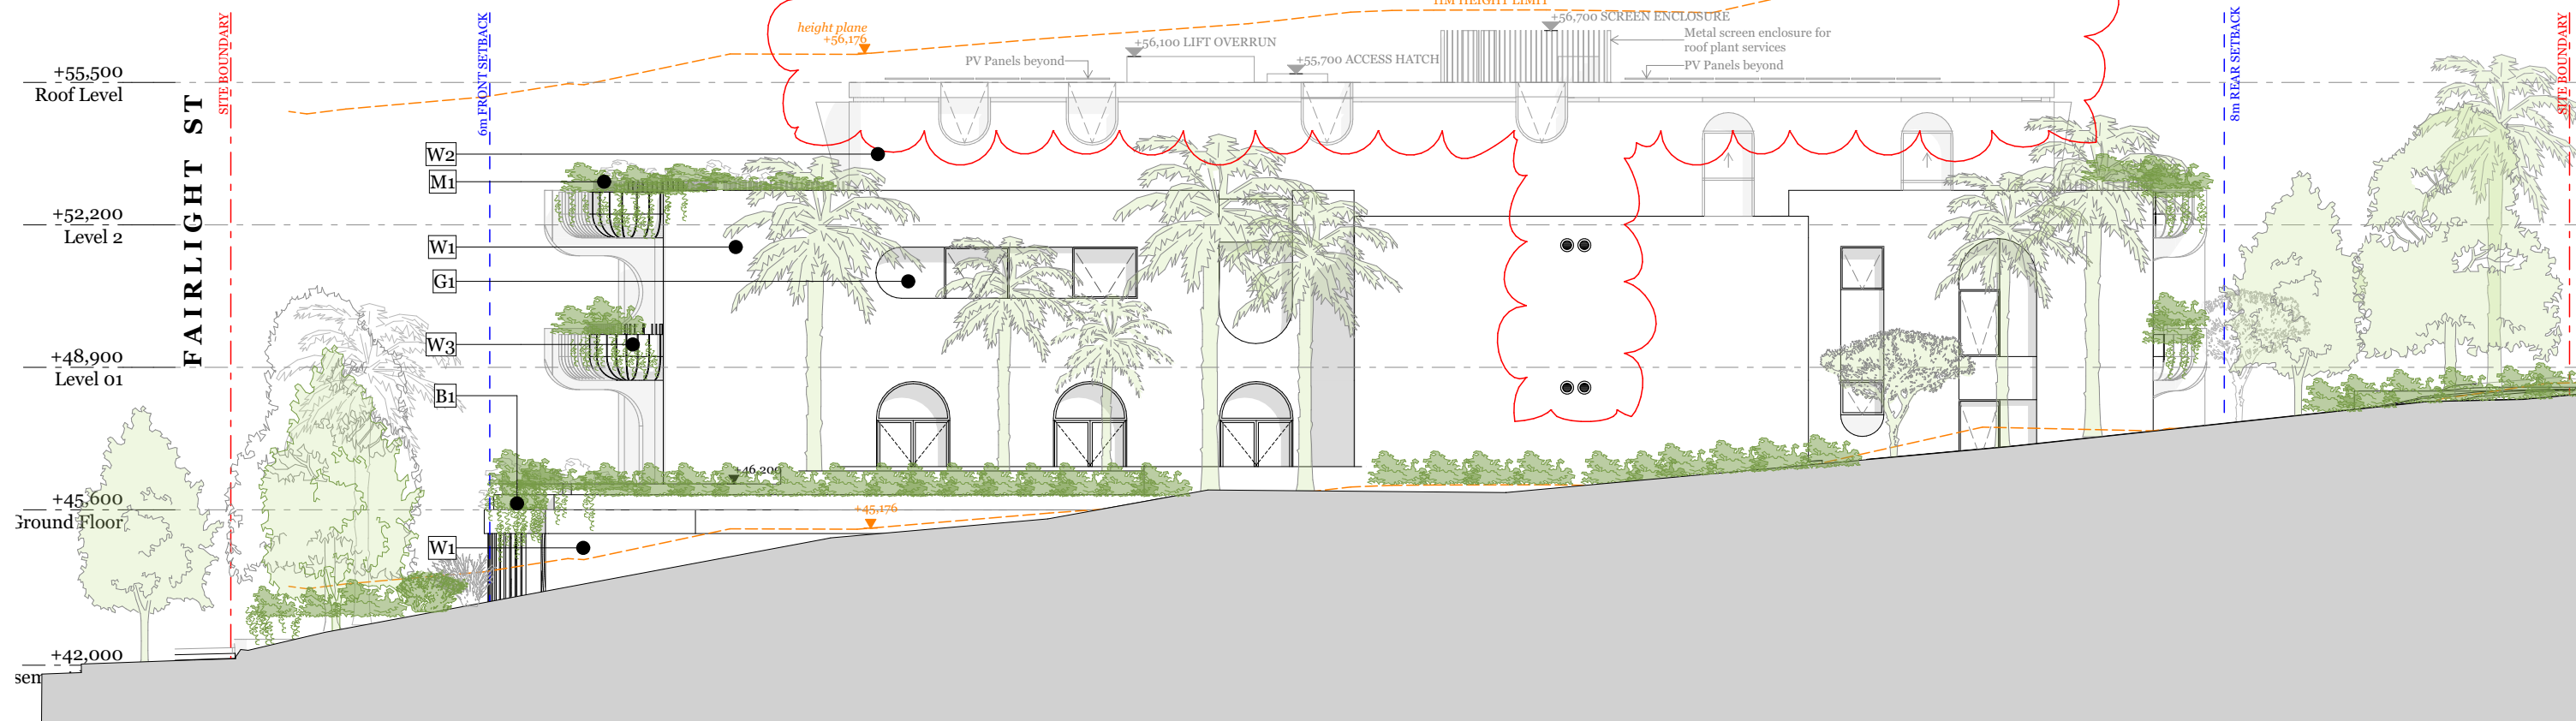 11M HEIGHT LIMIT
height plane
+56,176
+56,700 SCREEN ENCLOSURE
Metal screen enclosure for
roof plant services
+56,100 LIFT OVERRUN
PV Panels beyond
+55,700 ACCESS HATCH
PV Panels beyond
SITE BOUNDARY
6m FRONT SETBACK
8m REAR SETBACK
SITE BOUNDARY
+55,500
Roof Level
FAIRLIGHT ST
W2
M1
+52,200
Level 2
W1
G1
W3
+48,900
Level 01
B1
+46,200
+45,600
Ground Floor
+45,176
W1
+42,000
sem